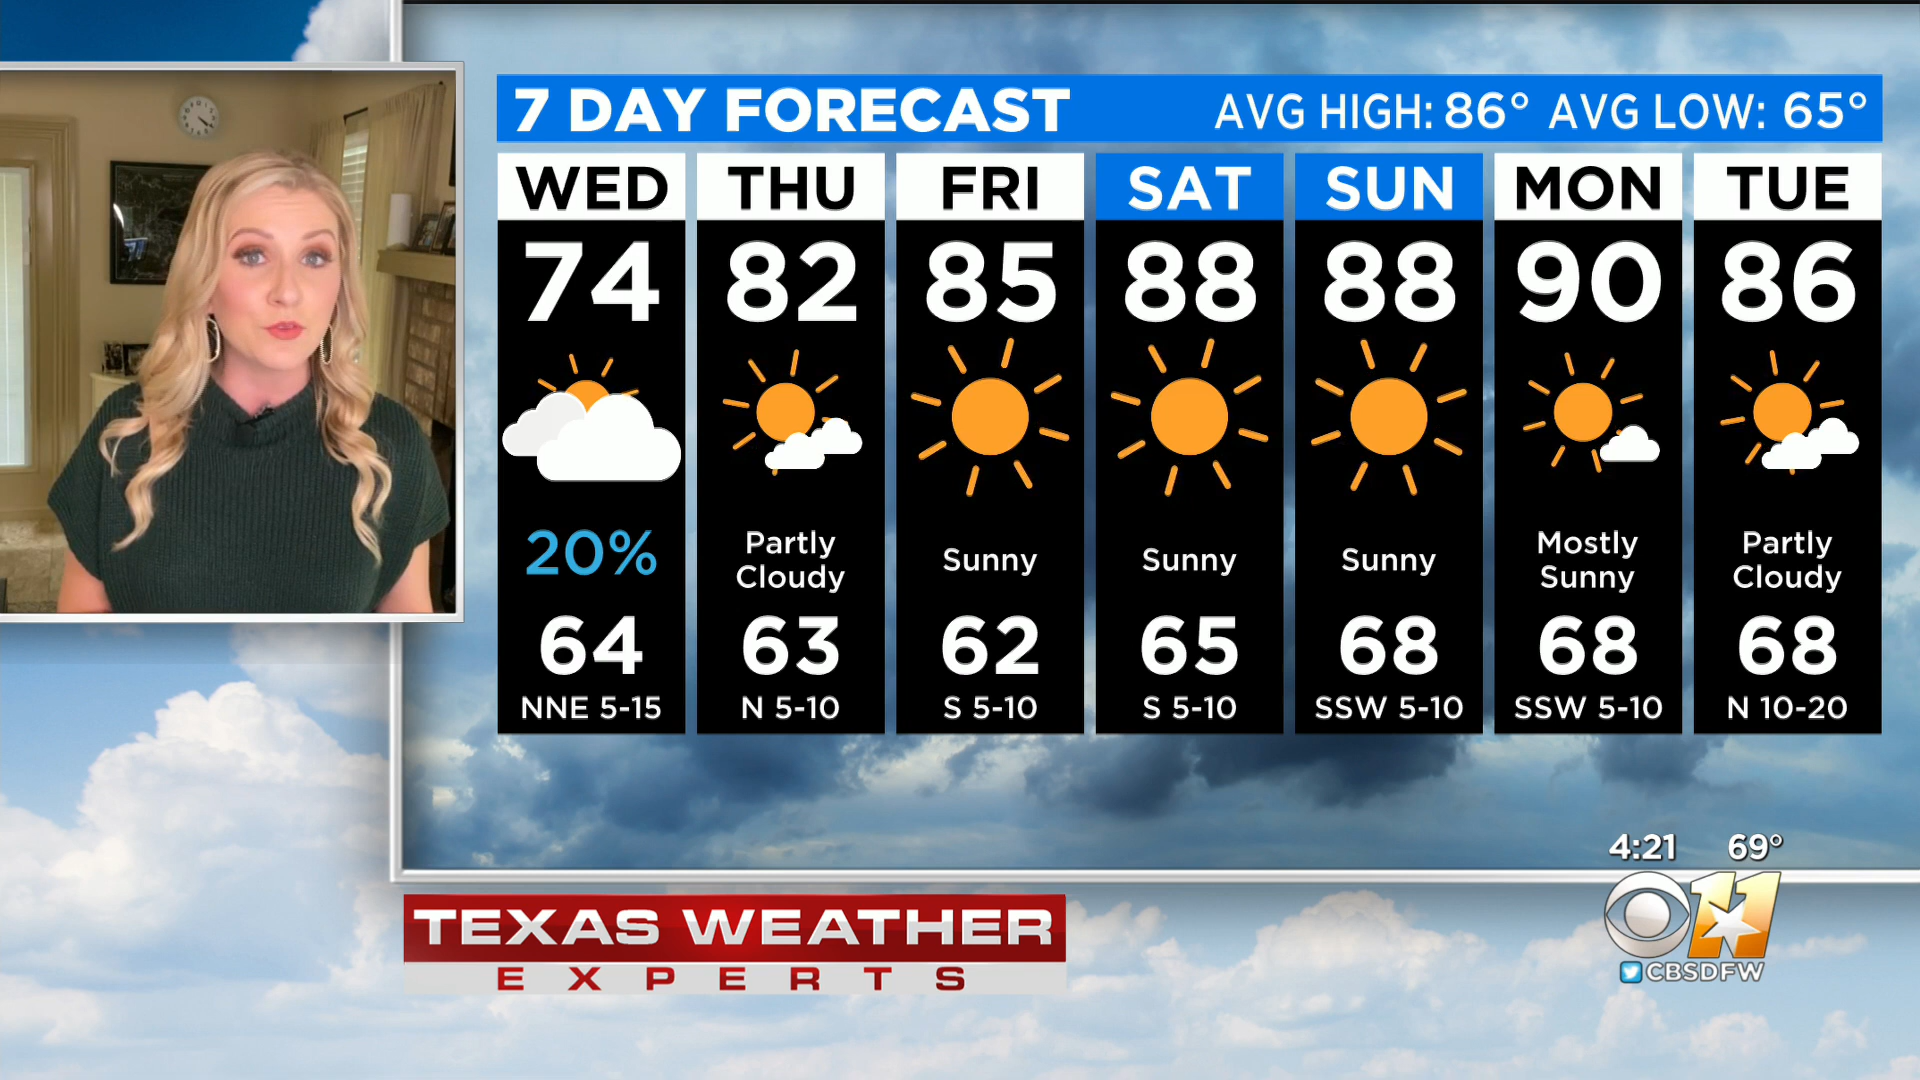 7 DAY FORECAST AVG HIGH: 86° AVG LOW: 65°
WED THU FRI SAT SUN MON TUE
74 82 85 88 88 90 86
20% Partly Cloudy Sunny Sunny Sunny Mostly Sunny Partly Cloudy
64 63 62 65 68 68 68
NNE 5-15 N 5-10 S 5-10 S 5-10 SSW 5-10 SSW 5-10 N 10-20
4:21 69°
11
TEXAS WEATHER
EXPERTS
CBSDFW